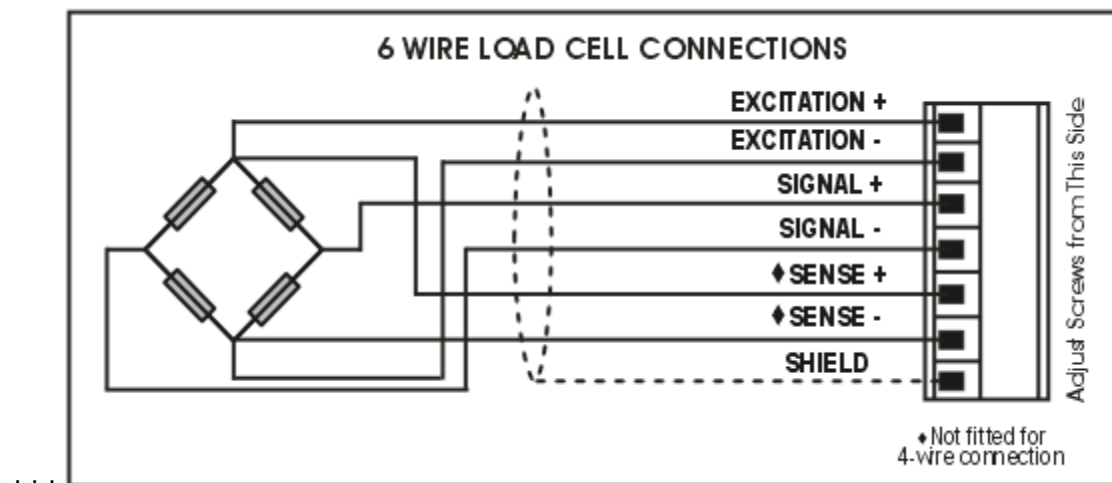 6 WIRE LOAD CELL CONNECTIONS
EXCITATION +
EXCITATION -
SIGNAL +
SIGNAL -
♦SENSE +
♦SENSE -
SHIELD
Adjust Screws from This Side
♦Not fitted for
4-wire connection